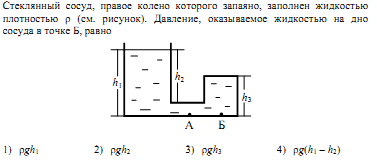 Стеклянный сосуд, правое колено которого запаяно, заполнен жидкостью
плотностью ρ (см. рисунок). Давление, оказываемое жидкостью на дно
сосуда в точке Б, равно
h₁
h₂
h₃
А Б
1) ρgh₁ 2) ρgh₂ 3) ρgh₃ 4) ρg(h₁ – h₂)